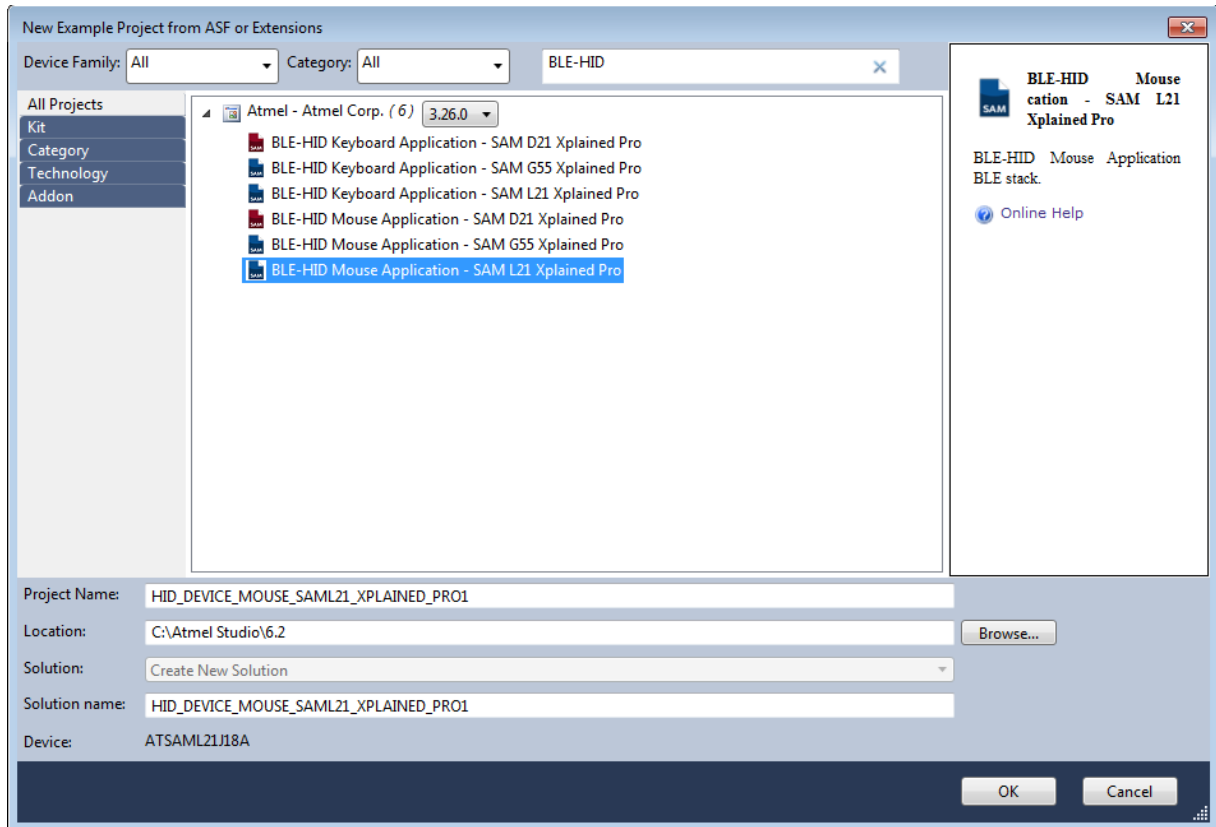 New Example Project from ASF or Extensions
Device Family: All Category: All BLE-HID
All Projects
Kit
Category
Technology
Addon
Atmel - Atmel Corp. (6) 3.26.0
BLE-HID Keyboard Application - SAM D21 Xplained Pro
BLE-HID Keyboard Application - SAM G55 Xplained Pro
BLE-HID Keyboard Application - SAM L21 Xplained Pro
BLE-HID Mouse Application - SAM D21 Xplained Pro
BLE-HID Mouse Application - SAM G55 Xplained Pro
BLE-HID Mouse Application - SAM L21 Xplained Pro
SAM
BLE-HID Mouse
cation - SAM L21
Xplained Pro
BLE-HID Mouse Application
BLE stack.
Online Help
Project Name: HID_DEVICE_MOUSE_SAML21_XPLAINED_PRO1
Location: C:\Atmel Studio\6.2 Browse...
Solution: Create New Solution
Solution name: HID_DEVICE_MOUSE_SAML21_XPLAINED_PRO1
Device: ATSAML21J18A
OK Cancel